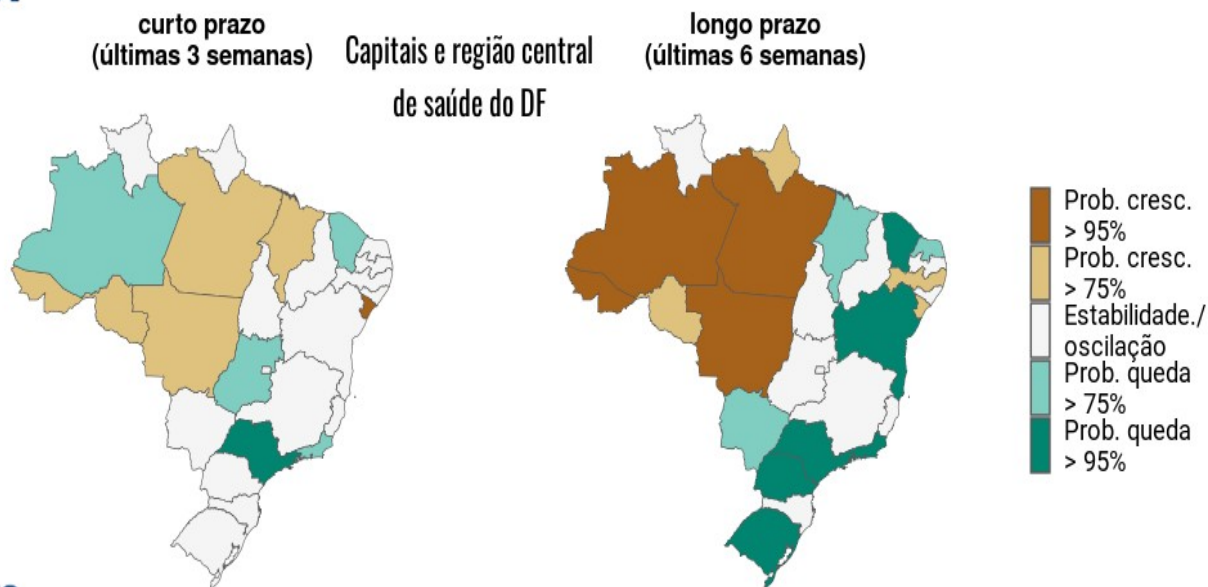 curto prazo
(últimas 3 semanas)
Capitais e região central
de saúde do DF
longo prazo
(últimas 6 semanas)
Prob. cresc.
> 95%
Prob. cresc.
> 75%
Estabilidade./
oscilação
Prob. queda
> 75%
Prob. queda
> 95%